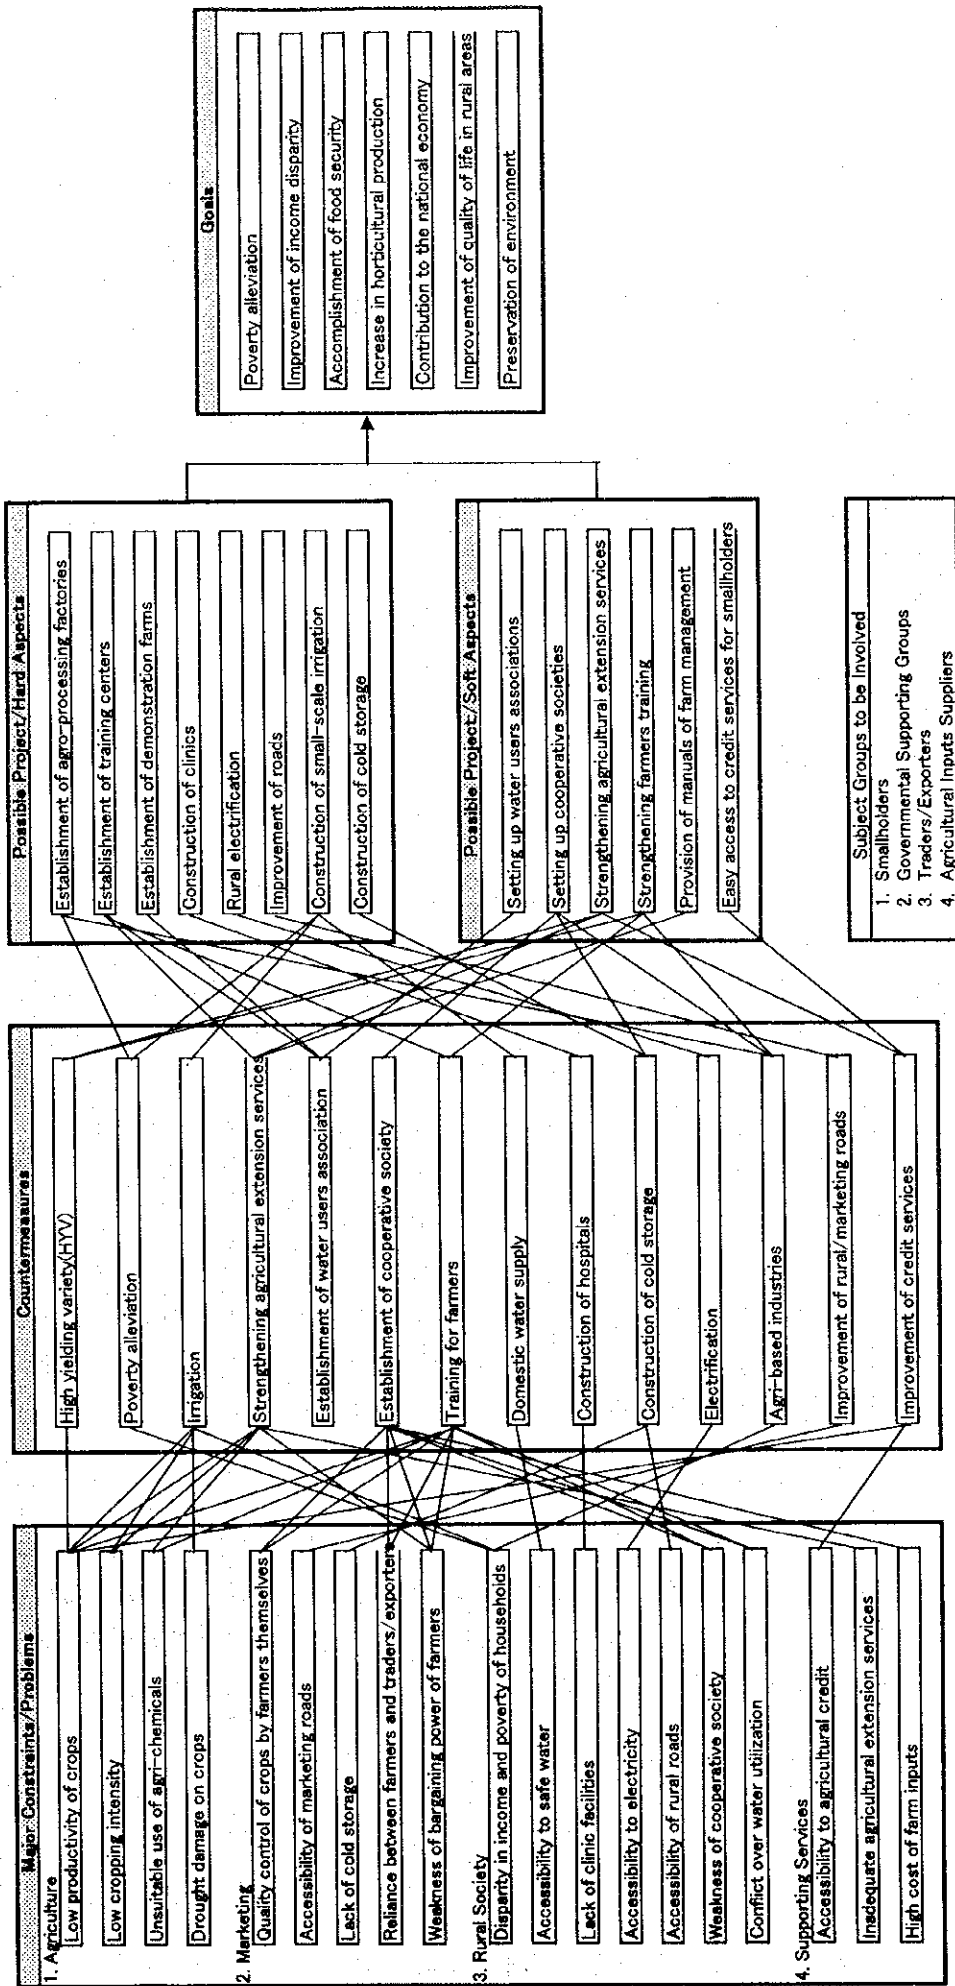 Major Constraints/Problems
1. Agriculture
Low productivity of crops
Low cropping intensity
Unsuitable use of agri-chemicals
Drought damage on crops
2. Marketing
Quality control of crops by farmers themselves
Accessibility of marketing roads
Lack of cold storage
Reliance between farmers and traders/exporters
Weakness of bargaining power of farmers
3. Rural Society
Disparity in income and poverty of households
Accessibility to safe water
Lack of clinic facilities
Accessibility to electricity
Accessibility of rural roads
Weakness of cooperative society
Conflict over water utilization
4. Supporting Services
Accessibility to agricultural credit
Inadequate agricultural extension services
High cost of farm inputs
Countermeasures
High yielding variety(HYV)
Poverty alleviation
Irrigation
Strengthening agricultural extension services
Establishment of water users association
Establishment of cooperative society
Training for farmers
Domestic water supply
Construction of hospitals
Construction of cold storage
Electrification
Agri-based industries
Improvement of rural/marketing roads
Improvement of credit services
Possible Project/Hard Aspects
Establishment of agro-processing factories
Establishment of training centers
Establishment of demonstration farms
Construction of clinics
Rural electrification
Improvement of roads
Construction of small-scale irrigation
Construction of cold storage
Possible Project/Soft Aspects
Setting up water users associations
Setting up cooperative societies
Strengthening agricultural extension services
Strengthening farmers training
Provision of manuals of farm management
Easy access to credit services for smallholders
Subject Groups to be Involved
1. Smallholders
2. Governmental Supporting Groups
3. Traders/Exporters
4. Agricultural Inputs Suppliers
Goals
Poverty alleviation
Improvement of income disparity
Accomplishment of food security
Increase in horticultural production
Contribution to the national economy
Improvement of quality of life in rural areas
Preservation of environment